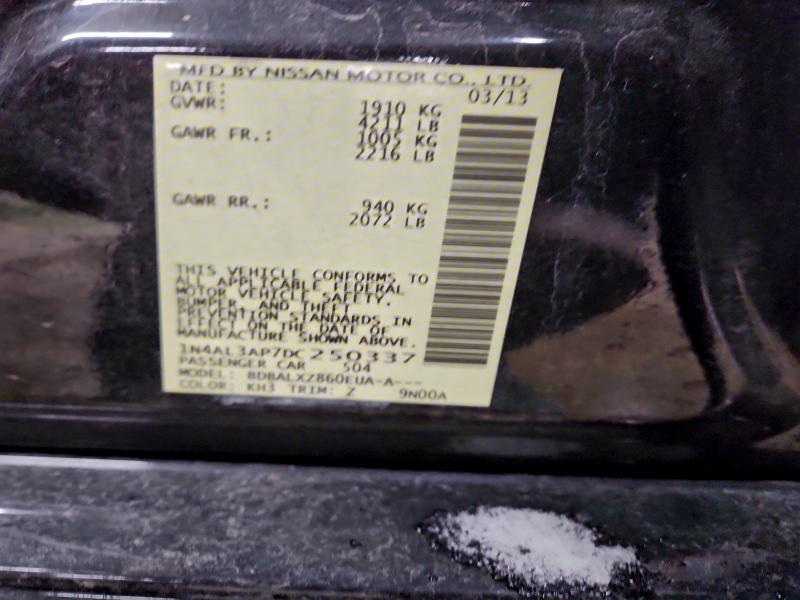 MFD BY NISSAN MOTOR CO., LTD.
DATE: 03/13
GVWR: 1910 KG
4211 LB
GAWR FR.: 1005 KG
2216 LB
GAWR RR.: 940 KG
2072 LB
THIS VEHICLE CONFORMS TO
ALL APPLICABLE FEDERAL
MOTOR VEHICLE SAFETY,
BUMPER, AND THEFT
PREVENTION STANDARDS IN
EFFECT ON THE DATE OF
MANUFACTURE SHOWN ABOVE.
1N4AL3AP7DC250337
PASSENGER CAR 504
MODEL: BDBALXZ860EUA-A---
COLOR: KH3 TRIM: Z 9N00A